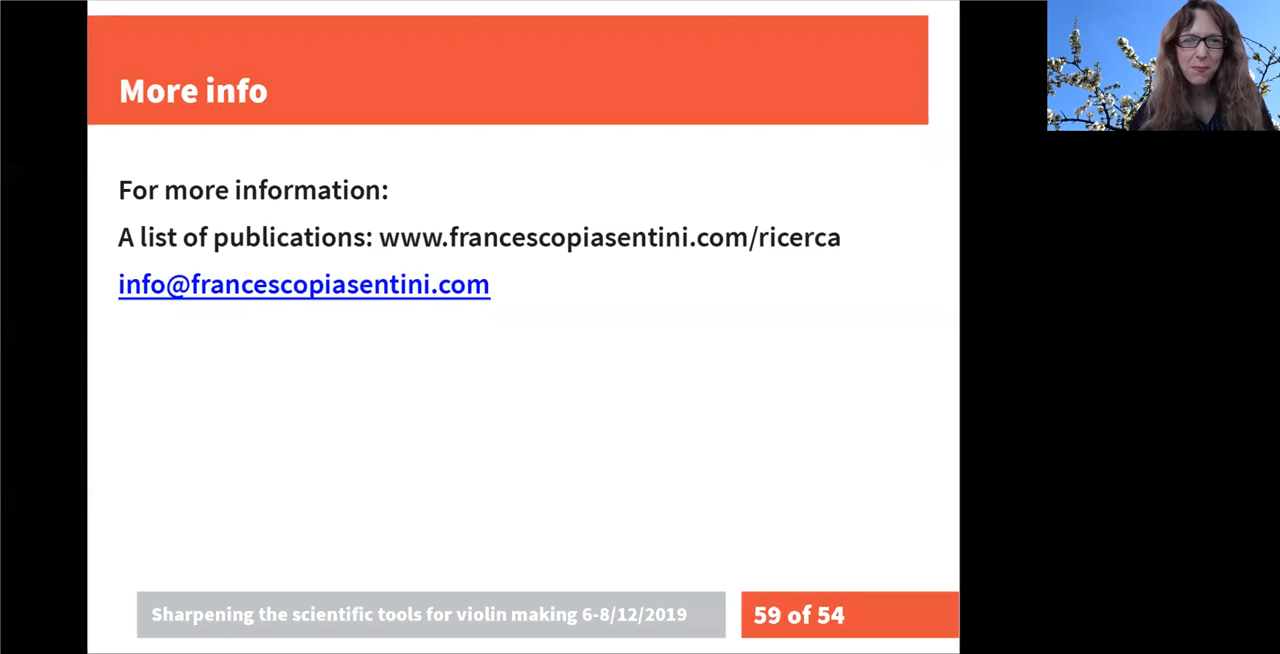 More info
For more information:
A list of publications: www.francescopiasentini.com/ricerca
info@francescopiasentini.com
Sharpening the scientific tools for violin making 6-8/12/2019
59 of 54